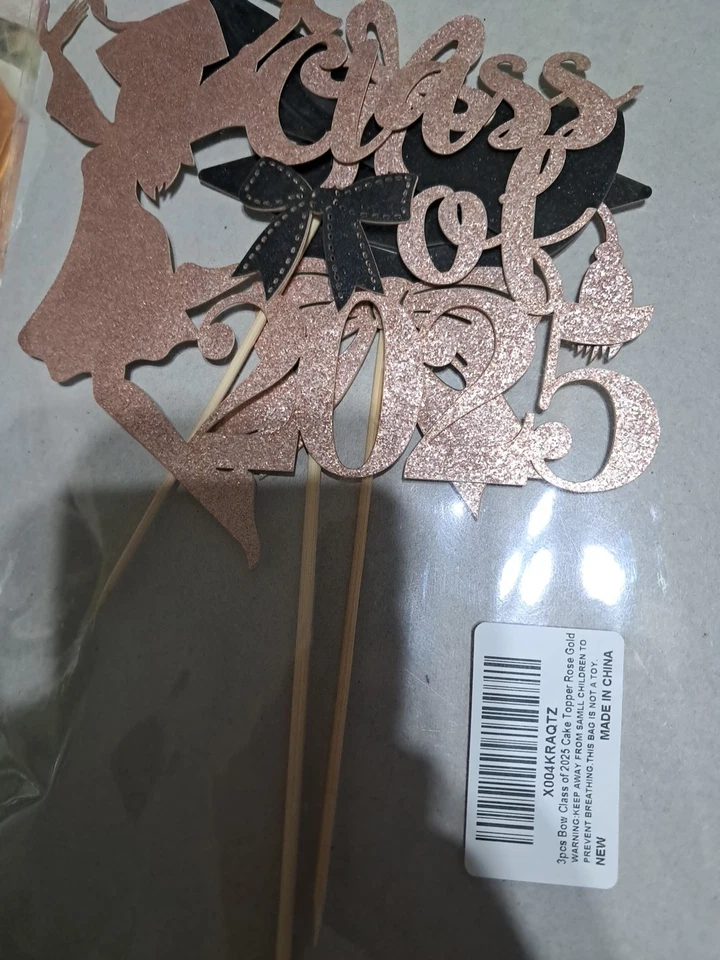 Class
of
2025
X004KRAQTZ
3pcs Bow Class of 2025 Cake Topper Rose Gold
WARNING:KEEP AWAY FROM SAMLL CHILDREN TO
PREVENT BREATHING.THIS BAG IS NOT A TOY.
NEW MADE IN CHINA